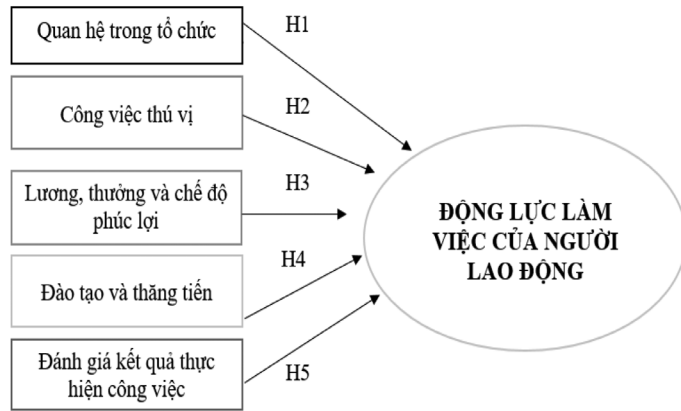 Quan hệ trong tổ chức
H1
Công việc thú vị
H2
Lương, thưởng và chế độ
phúc lợi
H3
Đào tạo và thăng tiến
H4
Đánh giá kết quả thực
hiện công việc
H5
ĐỘNG LỰC LÀM
VIỆC CỦA NGƯỜI
LAO ĐỘNG